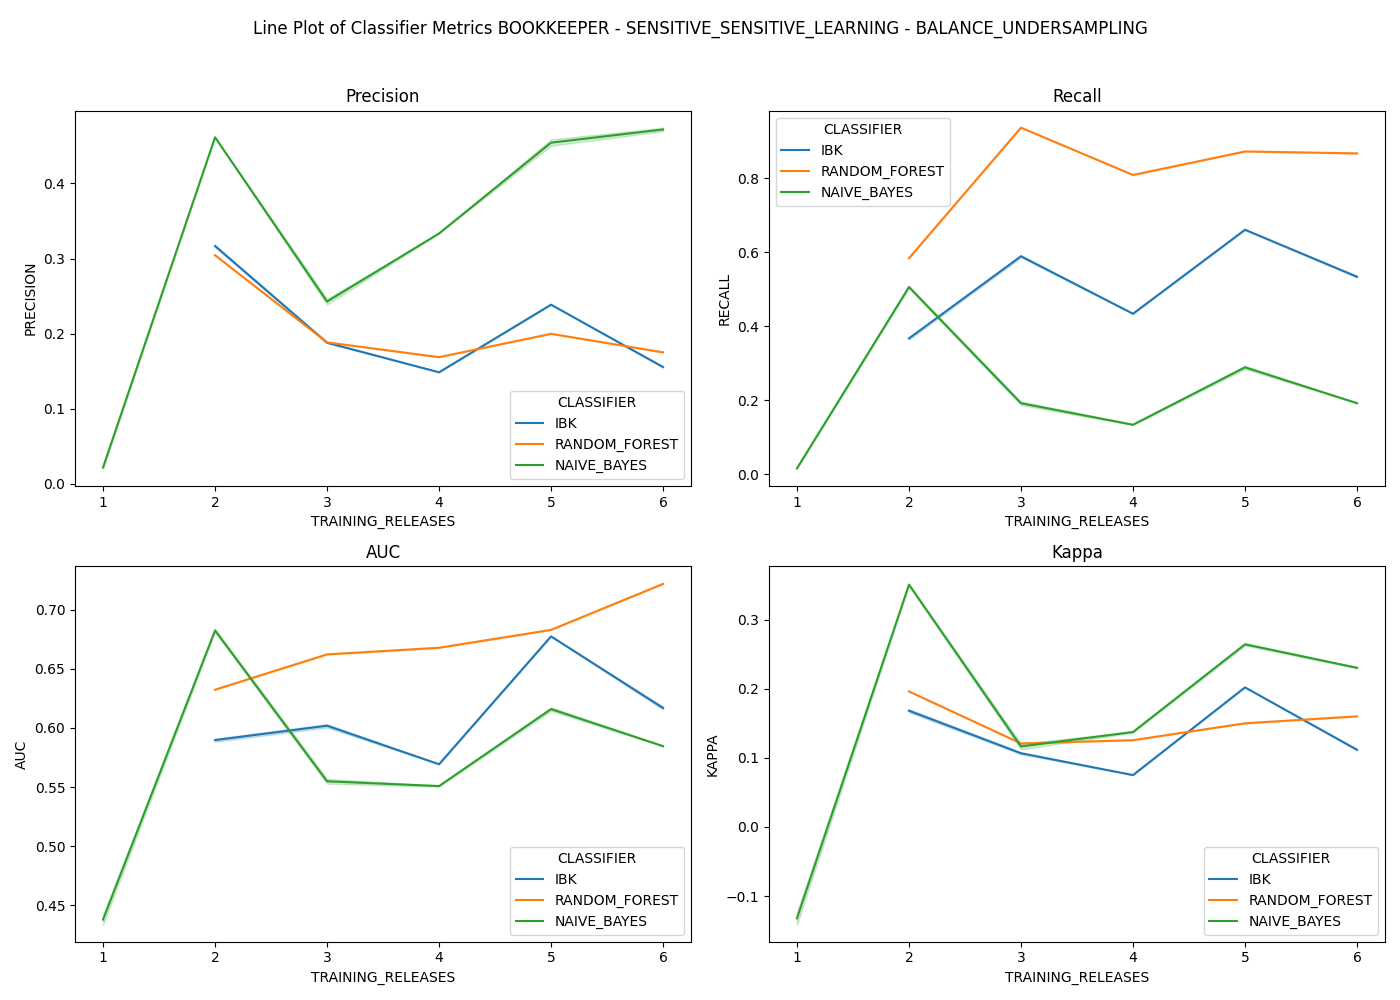 Line Plot of Classifier Metrics BOOKKEEPER - SENSITIVE_SENSITIVE_LEARNING - BALANCE_UNDERSAMPLING
Precision
PRECISION
0.4
0.3
0.2
0.1
0.0
CLASSIFIER
IBK
RANDOM_FOREST
NAIVE_BAYES
1 2 3 4 5 6
TRAINING_RELEASES
Recall
RECALL
0.8
0.6
0.4
0.2
0.0
CLASSIFIER
IBK
RANDOM_FOREST
NAIVE_BAYES
1 2 3 4 5 6
TRAINING_RELEASES
AUC
AUC
0.70
0.65
0.60
0.55
0.50
0.45
CLASSIFIER
IBK
RANDOM_FOREST
NAIVE_BAYES
1 2 3 4 5 6
TRAINING_RELEASES
Kappa
KAPPA
0.3
0.2
0.1
0.0
−0.1
CLASSIFIER
IBK
RANDOM_FOREST
NAIVE_BAYES
1 2 3 4 5 6
TRAINING_RELEASES